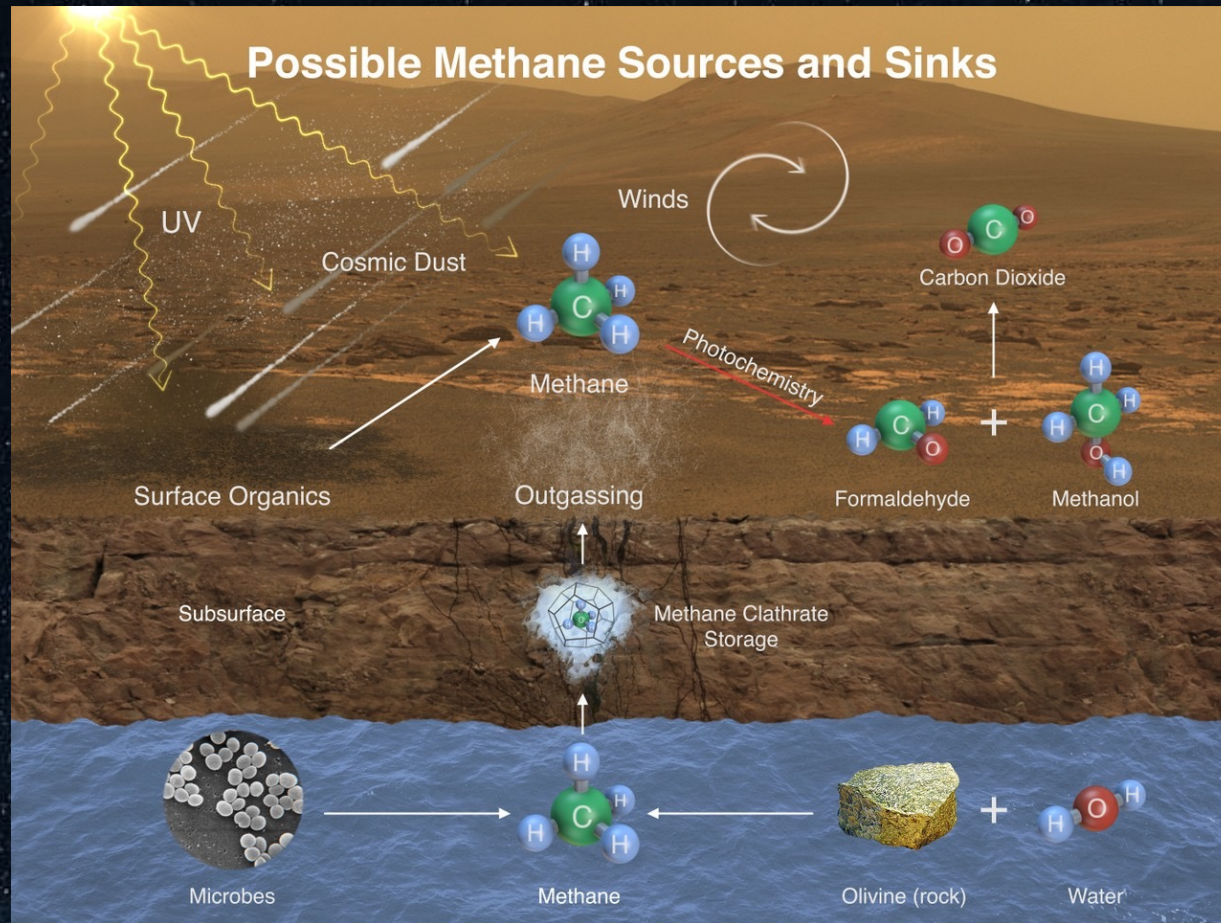 Possible Methane Sources and Sinks
UV
Cosmic Dust
Winds
C
O
O
Carbon Dioxide
H
H
H
H
C
Methane
Photochemistry
H
H
C
O
+
H
H
H
C
O
H
Surface Organics
Outgassing
Formaldehyde
Methanol
Subsurface
Methane Clathrate
Storage
H
H
H
H
C
+
H
O
H
Microbes
Methane
Olivine (rock)
Water